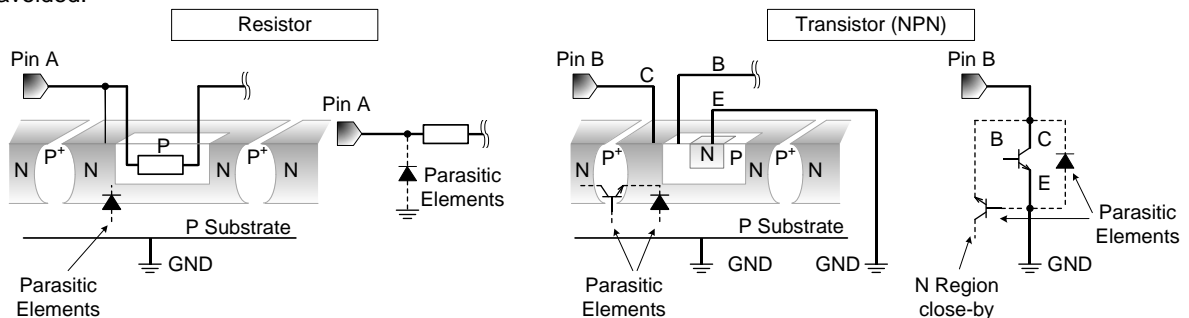 avoided.
Resistor
Transistor (NPN)
Pin A
Pin A
P
N
P+
N
P+
N
N
Parasitic
Elements
P Substrate
GND
Parasitic
Elements
Pin B
C
B
E
N
P+
N
N
P
P+
N
N
P Substrate
GND
GND
Parasitic
Elements
Pin B
B
C
E
Parasitic
Elements
GND
N Region
close-by